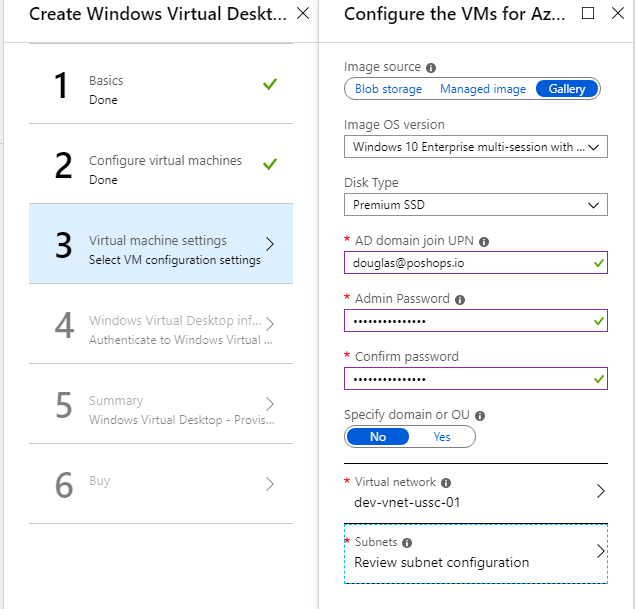 Create Windows Virtual Deskt...
1
Basics
Done
2
Configure virtual machines
Done
3
Virtual machine settings
Select VM configuration settings
4
Windows Virtual Desktop inf...
Authenticate to Windows Virtual ...
5
Summary
Windows Virtual Desktop - Provis...
6
Buy
Configure the VMs for Az...
Image source
Blob storage Managed image Gallery
Image OS version
Windows 10 Enterprise multi-session with ...
Disk Type
Premium SSD
* AD domain join UPN
douglas@poshops.io
* Admin Password
•••••••••••••••
* Confirm password
•••••••••••••••
Specify domain or OU
No Yes
* Virtual network
dev-vnet-ussc-01
* Subnets
Review subnet configuration